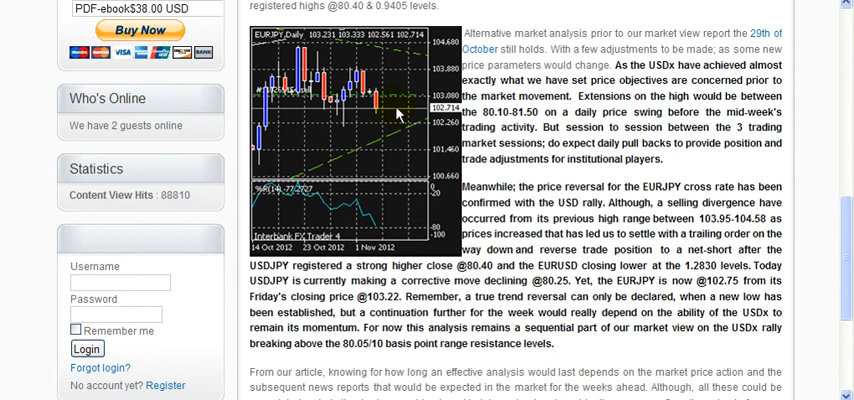 PDF-ebook$38.00 USD
Buy Now
MasterCard VISA BANK
Who's Online
We have 2 guests online
Statistics
Content View Hits : 88810
Username
Password
Remember me
Login
Forgot login?
No account yet? Register
registered highs @80.40 & 0.9405 levels.
EURJPY,Daily 103.231 103.333 102.561 102.714
104.680
103.880
103.080
102.714
102.260
101.460
100.660
%R(14) -77.2727
0
-20
-80
-100
Interbank FX Trader 4
14 Oct 2012 23 Oct 2012 1 Nov 2012
Alternative market analysis prior to our market view report the 29th of
October still holds. With a few adjustments to be made; as some new
price parameters would change. As the USDx have achieved almost
exactly what we have set price objectives are concerned prior to
the market movement. Extensions on the high would be between
the 80.10-81.50 on a daily price swing before the mid-week's
trading activity. But session to session between the 3 trading
market sessions; do expect daily pull backs to provide position and
trade adjustments for institutional players.
Meanwhile; the price reversal for the EURJPY cross rate has been
confirmed with the USD rally. Although, a selling divergence have
occurred from its previous high range between 103.95-104.58 as
prices increased that has led us to settle with a trailing order on the
way down and reverse trade position to a net-short after the
USDJPY registered a strong higher close @80.40 and the EURUSD closing lower at the 1.2830 levels. Today
USDJPY is currently making a corrective move declining @80.25. Yet, the EURJPY is now @102.75 from its
Friday's closing price @103.22. Remember, a true trend reversal can only be declared, when a new low has
been established, but a continuation further for the week would really depend on the ability of the USDx to
remain its momentum. For now this analysis remains a sequential part of our market view on the USDx rally
breaking above the 80.05/10 basis point range resistance levels.
From our article, knowing for how long an effective analysis would last depends on the market price action and the
subsequent news reports that would be expected in the market for the weeks ahead. Although, all these could be